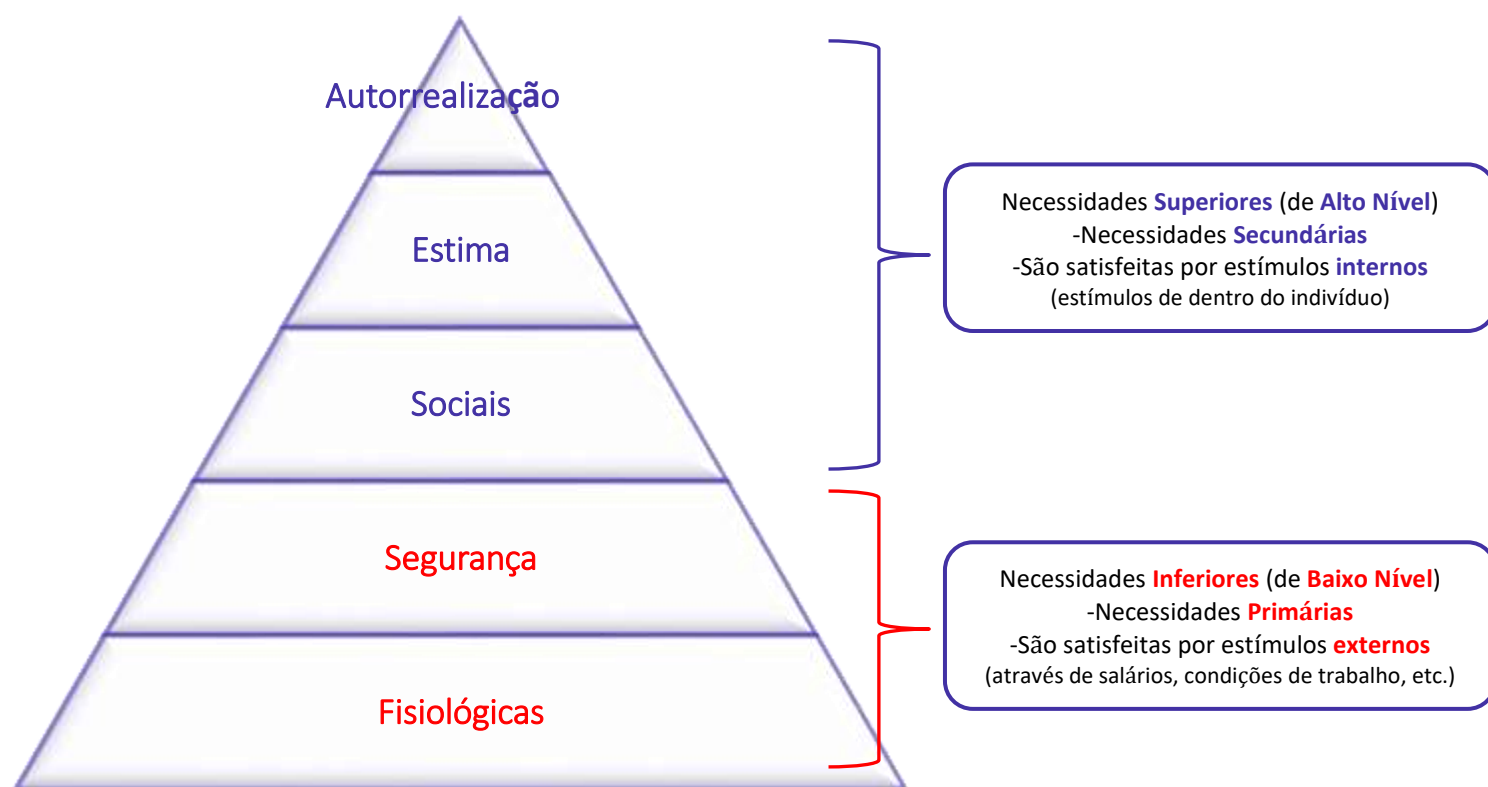 Autorrealização
Estima
Sociais
Segurança
Fisiológicas
Necessidades Superiores (de Alto Nível)
-Necessidades Secundárias
-São satisfeitas por estímulos internos
(estímulos de dentro do indivíduo)
Necessidades Inferiores (de Baixo Nível)
-Necessidades Primárias
-São satisfeitas por estímulos externos
(através de salários, condições de trabalho, etc.)